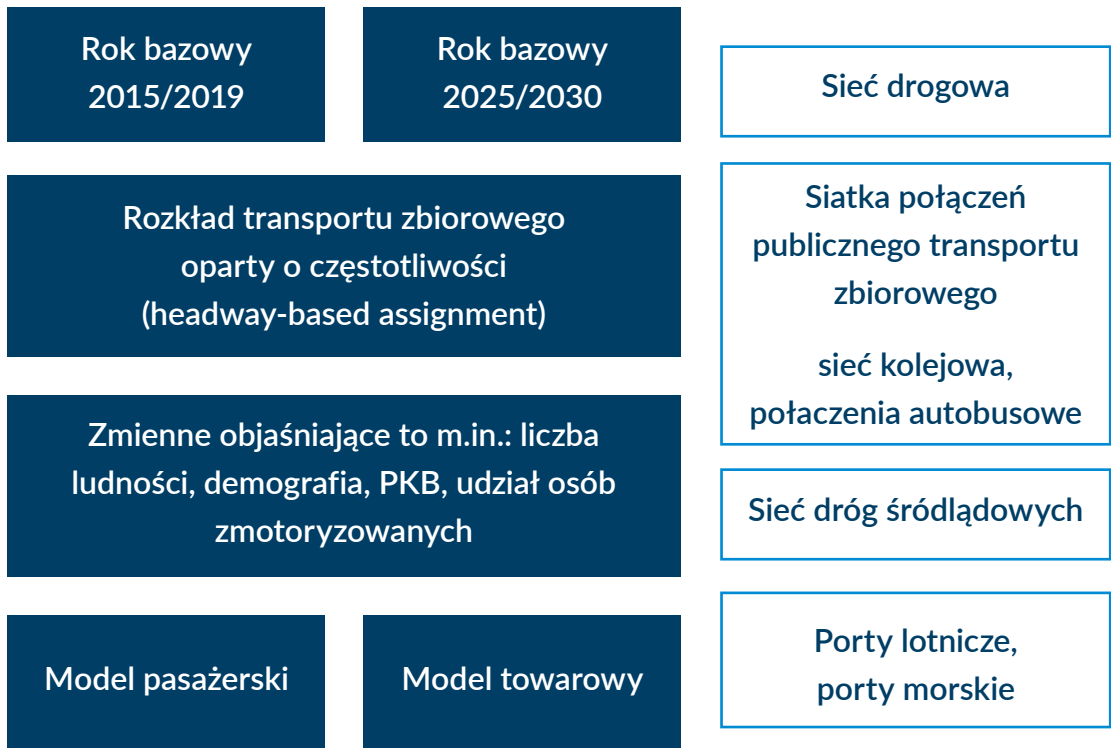 Rok bazowy
2015/2019
Rok bazowy
2025/2030
Rozkład transportu zbiorowego
oparty o częstotliwości
(headway-based assignment)
Zmienne objaśniające to m.in.: liczba
ludności, demografia, PKB, udział osób
zmotoryzowanych
Model pasażerski
Model towarowy
Sieć drogowa
Siatka połączeń
publicznego transportu
zbiorowego
sieć kolejowa,
połaczenia autobusowe
Sieć dróg śródlądowych
Porty lotnicze,
porty morskie